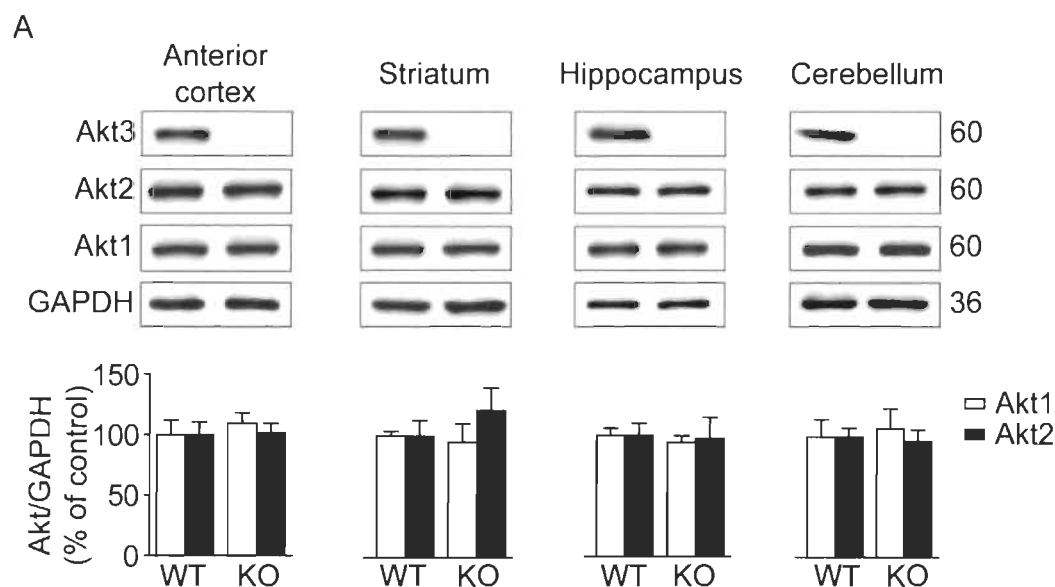 A
Anterior
cortex
Striatum
Hippocampus
Cerebellum
Akt3
60
Akt2
60
Akt1
60
GAPDH
36
Akt/GAPDH
(% of control)
150
100
50
0
WT KO
WT KO
WT KO
WT KO
Akt1
Akt2